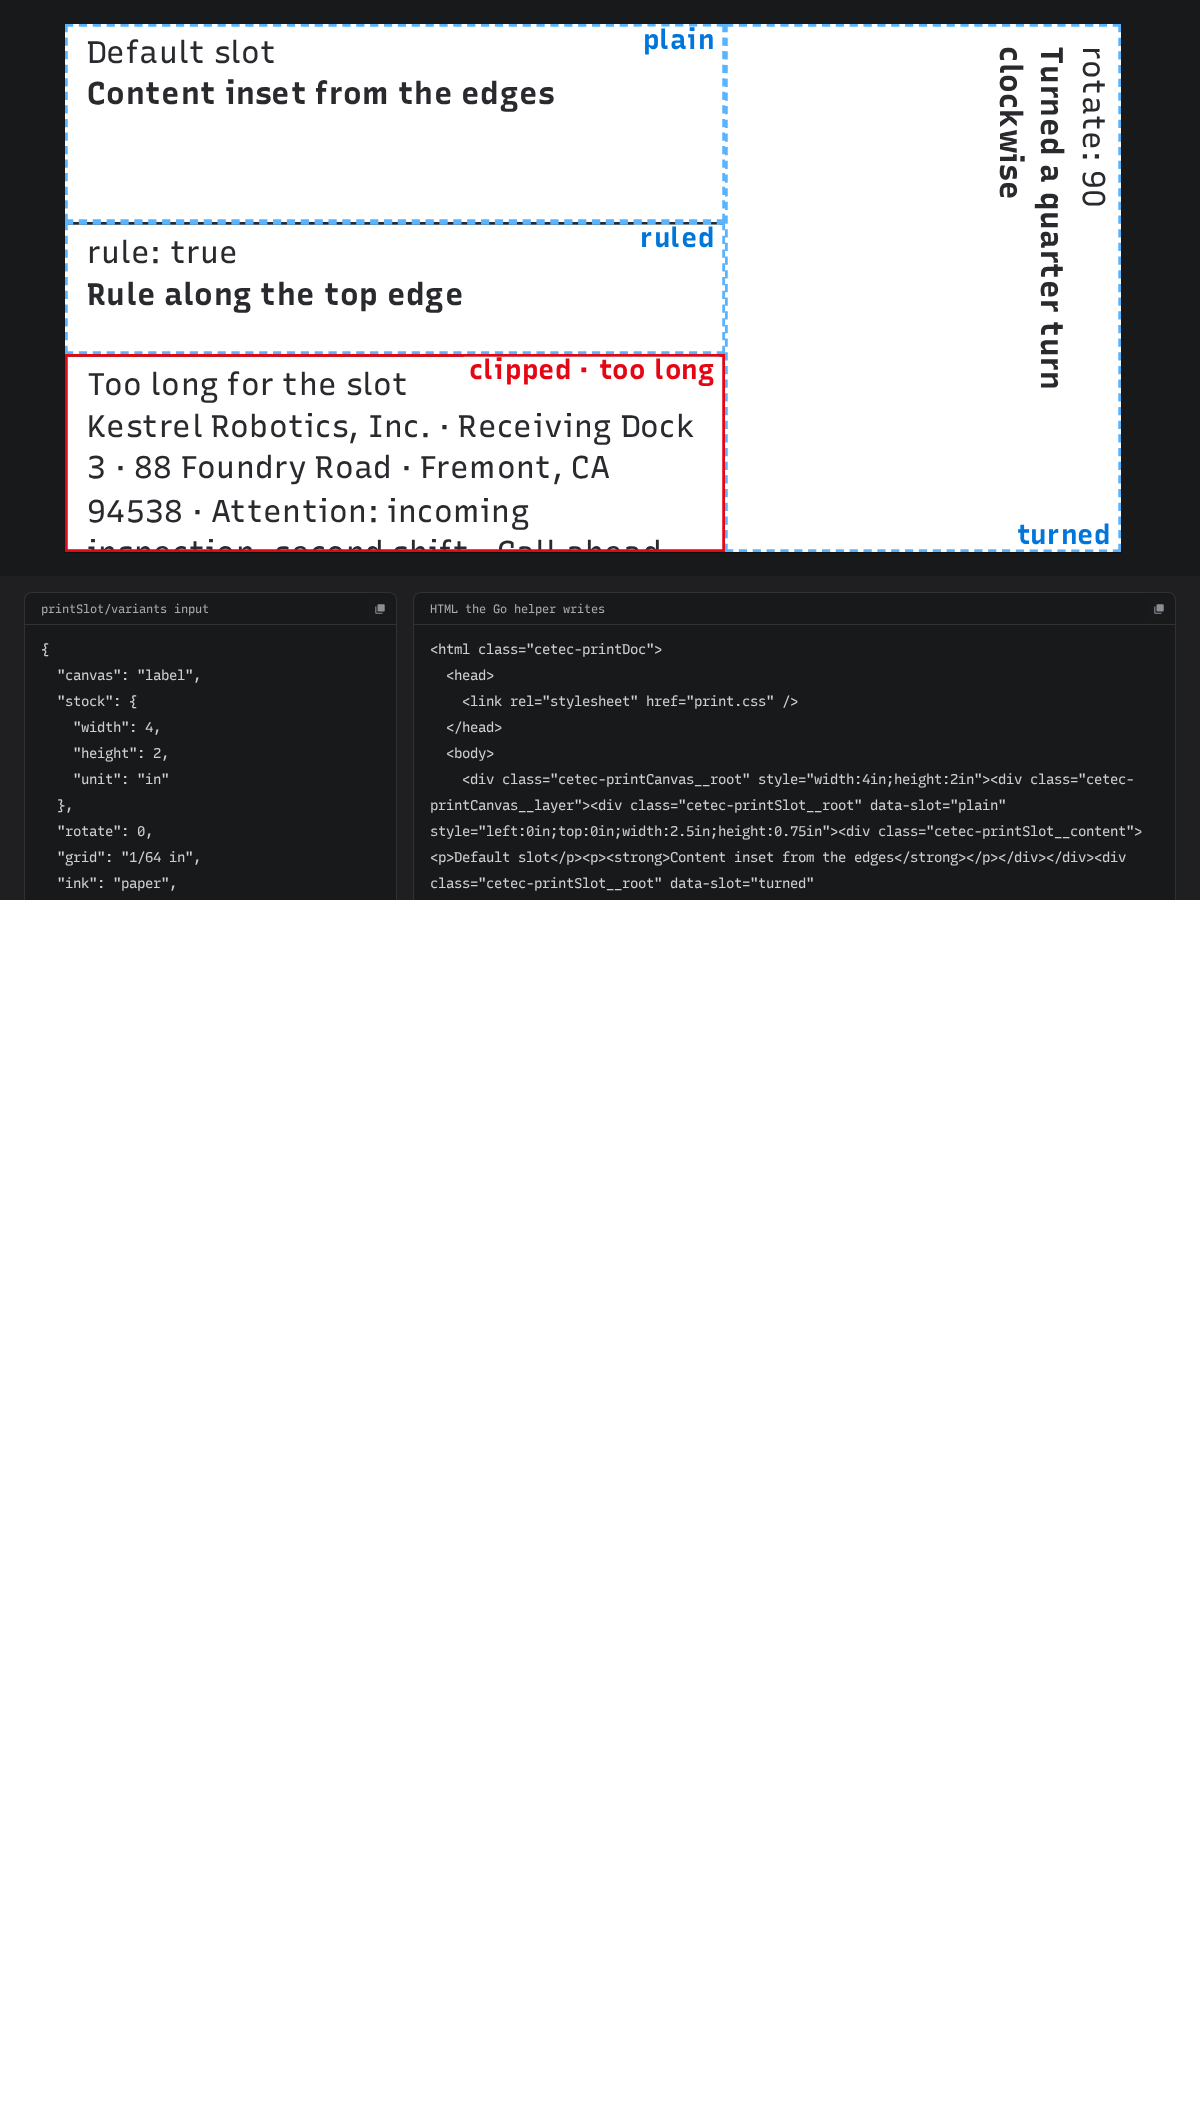 Default slot
plain
Content inset from the edges
rule: true
ruled
Rule along the top edge
Too long for the slot
clipped · too long
Kestrel Robotics, Inc. · Receiving Dock
3 · 88 Foundry Road · Fremont, CA
94538 · Attention: incoming
inspection, second shift · Call ahead
rotate: 90
Turned a quarter turn
clockwise
turned
printSlot/variants input
{
"canvas": "label",
"stock": {
"width": 4,
"height": 2,
"unit": "in"
},
"rotate": 0,
"grid": "1/64 in",
"ink": "paper",
HTML the Go helper writes
<html class="cetec-printDoc">
<head>
<link rel="stylesheet" href="print.css" />
</head>
<body>
<div class="cetec-printCanvas__root" style="width:4in;height:2in"><div class="cetec-
printCanvas__layer"><div class="cetec-printSlot__root" data-slot="plain"
style="left:0in;top:0in;width:2.5in;height:0.75in"><div class="cetec-printSlot__content">
<p>Default slot</p><p><strong>Content inset from the edges</strong></p></div></div><div
class="cetec-printSlot__root" data-slot="turned"